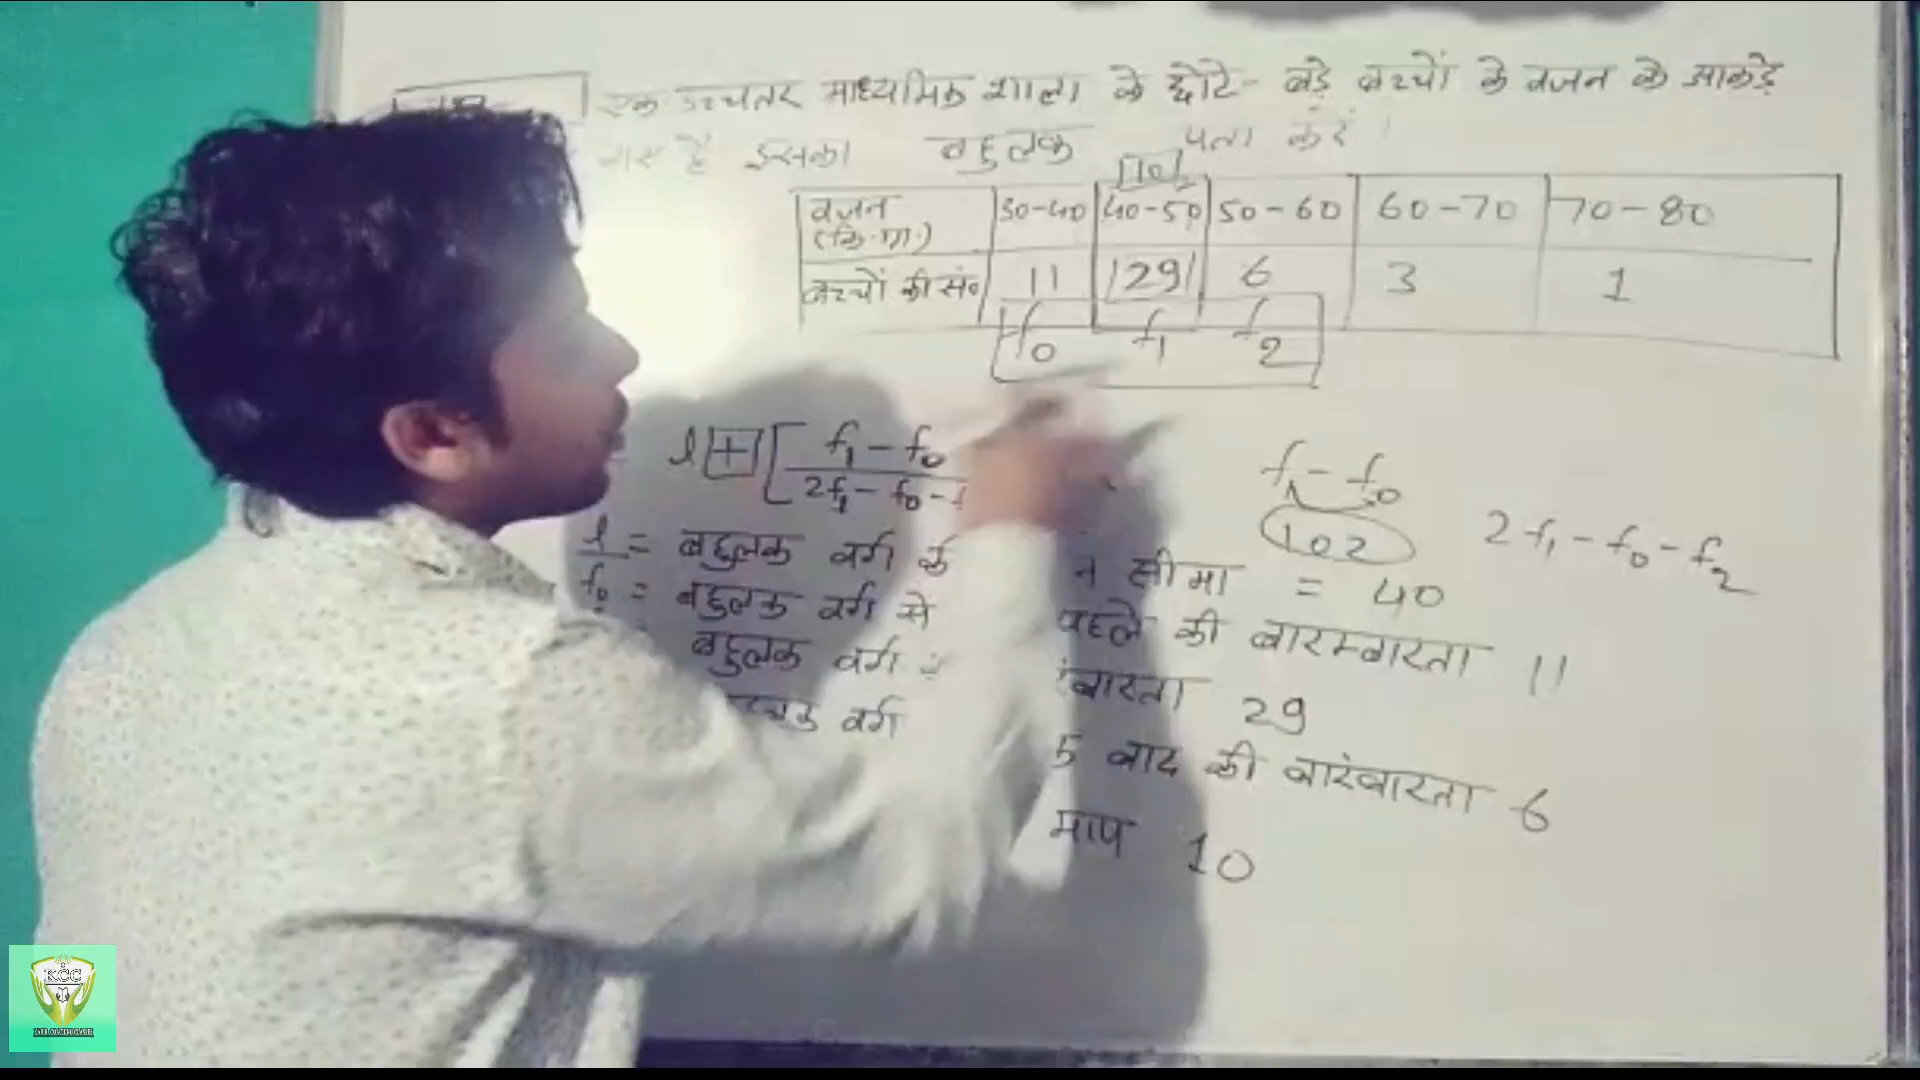 एक उच्चतर माध्यमिक शाला के छोटे-बड़े बच्चों के वजन के आकड़े
गए है इसका बहुलक पता करें।
10
वजन (कि.ग्रा.) 30-40 40-50 50-60 60-70 70-80
बच्चों की सं० 11 29 6 3 1
f0 f1 f2
l + [ f1 - f0
2f1 - f0 - f
f1 - f0
102
2f1 - f0 - f2
l = बहुलक वर्ग की न सीमा = 40
f0 = बहुलक वर्ग से पहले की बारम्बारता 11
बहुलक वर्ग बारता 29
वर्ग के बाद की बारंबारता 6
माप 10
KCC